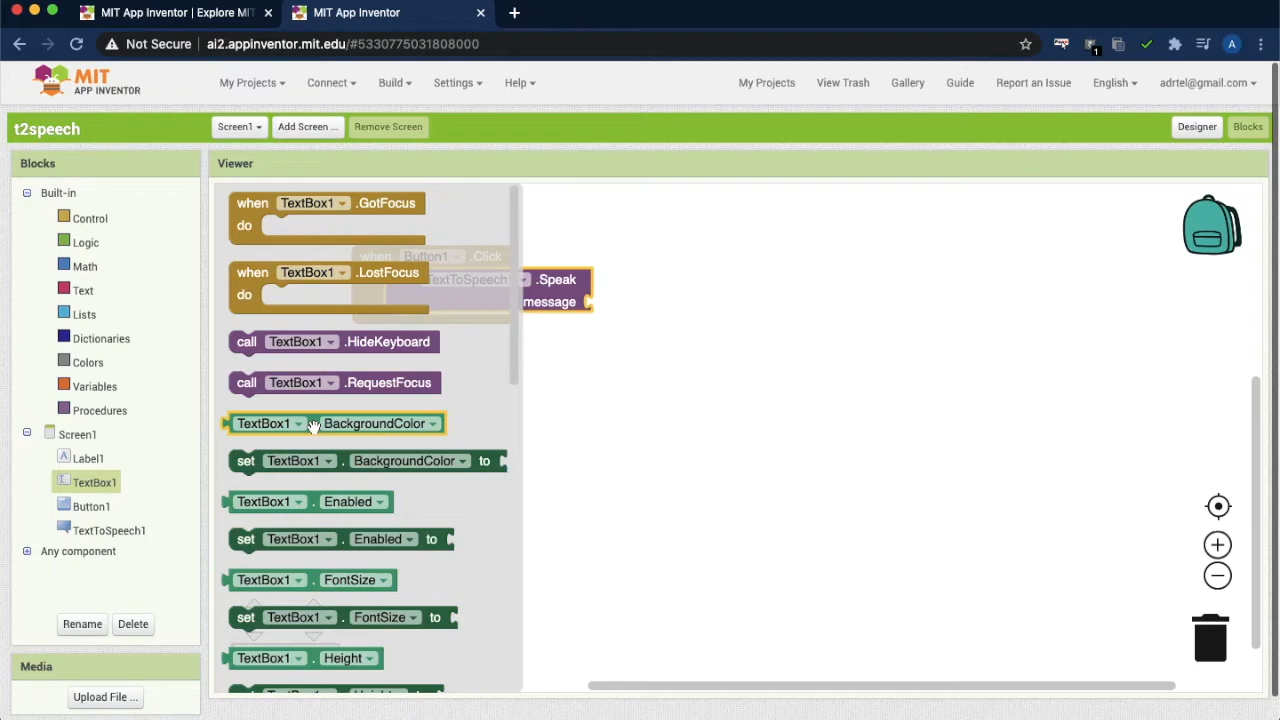 MIT App Inventor | Explore MIT
MIT App Inventor
Not Secure
ai2.appinventor.mit.edu/#5330775031808000
1
A
MIT
APP INVENTOR
My Projects
Connect
Build
Settings
Help
My Projects
View Trash
Gallery
Guide
Report an Issue
English
adrtel@gmail.com
t2speech
Screen1
Add Screen ...
Remove Screen
Designer
Blocks
Blocks
Viewer
Built-in
Control
Logic
Math
Text
Lists
Dictionaries
Colors
Variables
Procedures
Screen1
Label1
TextBox1
Button1
TextToSpeech1
Any component
Rename
Delete
Media
Upload File ...
when TextBox1 .GotFocus
do
when Button1 .Click
when TextBox1 .LostFocus
do
TextToSpeech1 .Speak
message
call TextBox1 .HideKeyboard
call TextBox1 .RequestFocus
TextBox1 . BackgroundColor
set TextBox1 . BackgroundColor to
TextBox1 . Enabled
set TextBox1 . Enabled to
TextBox1 . FontSize
set TextBox1 . FontSize to
TextBox1 . Height